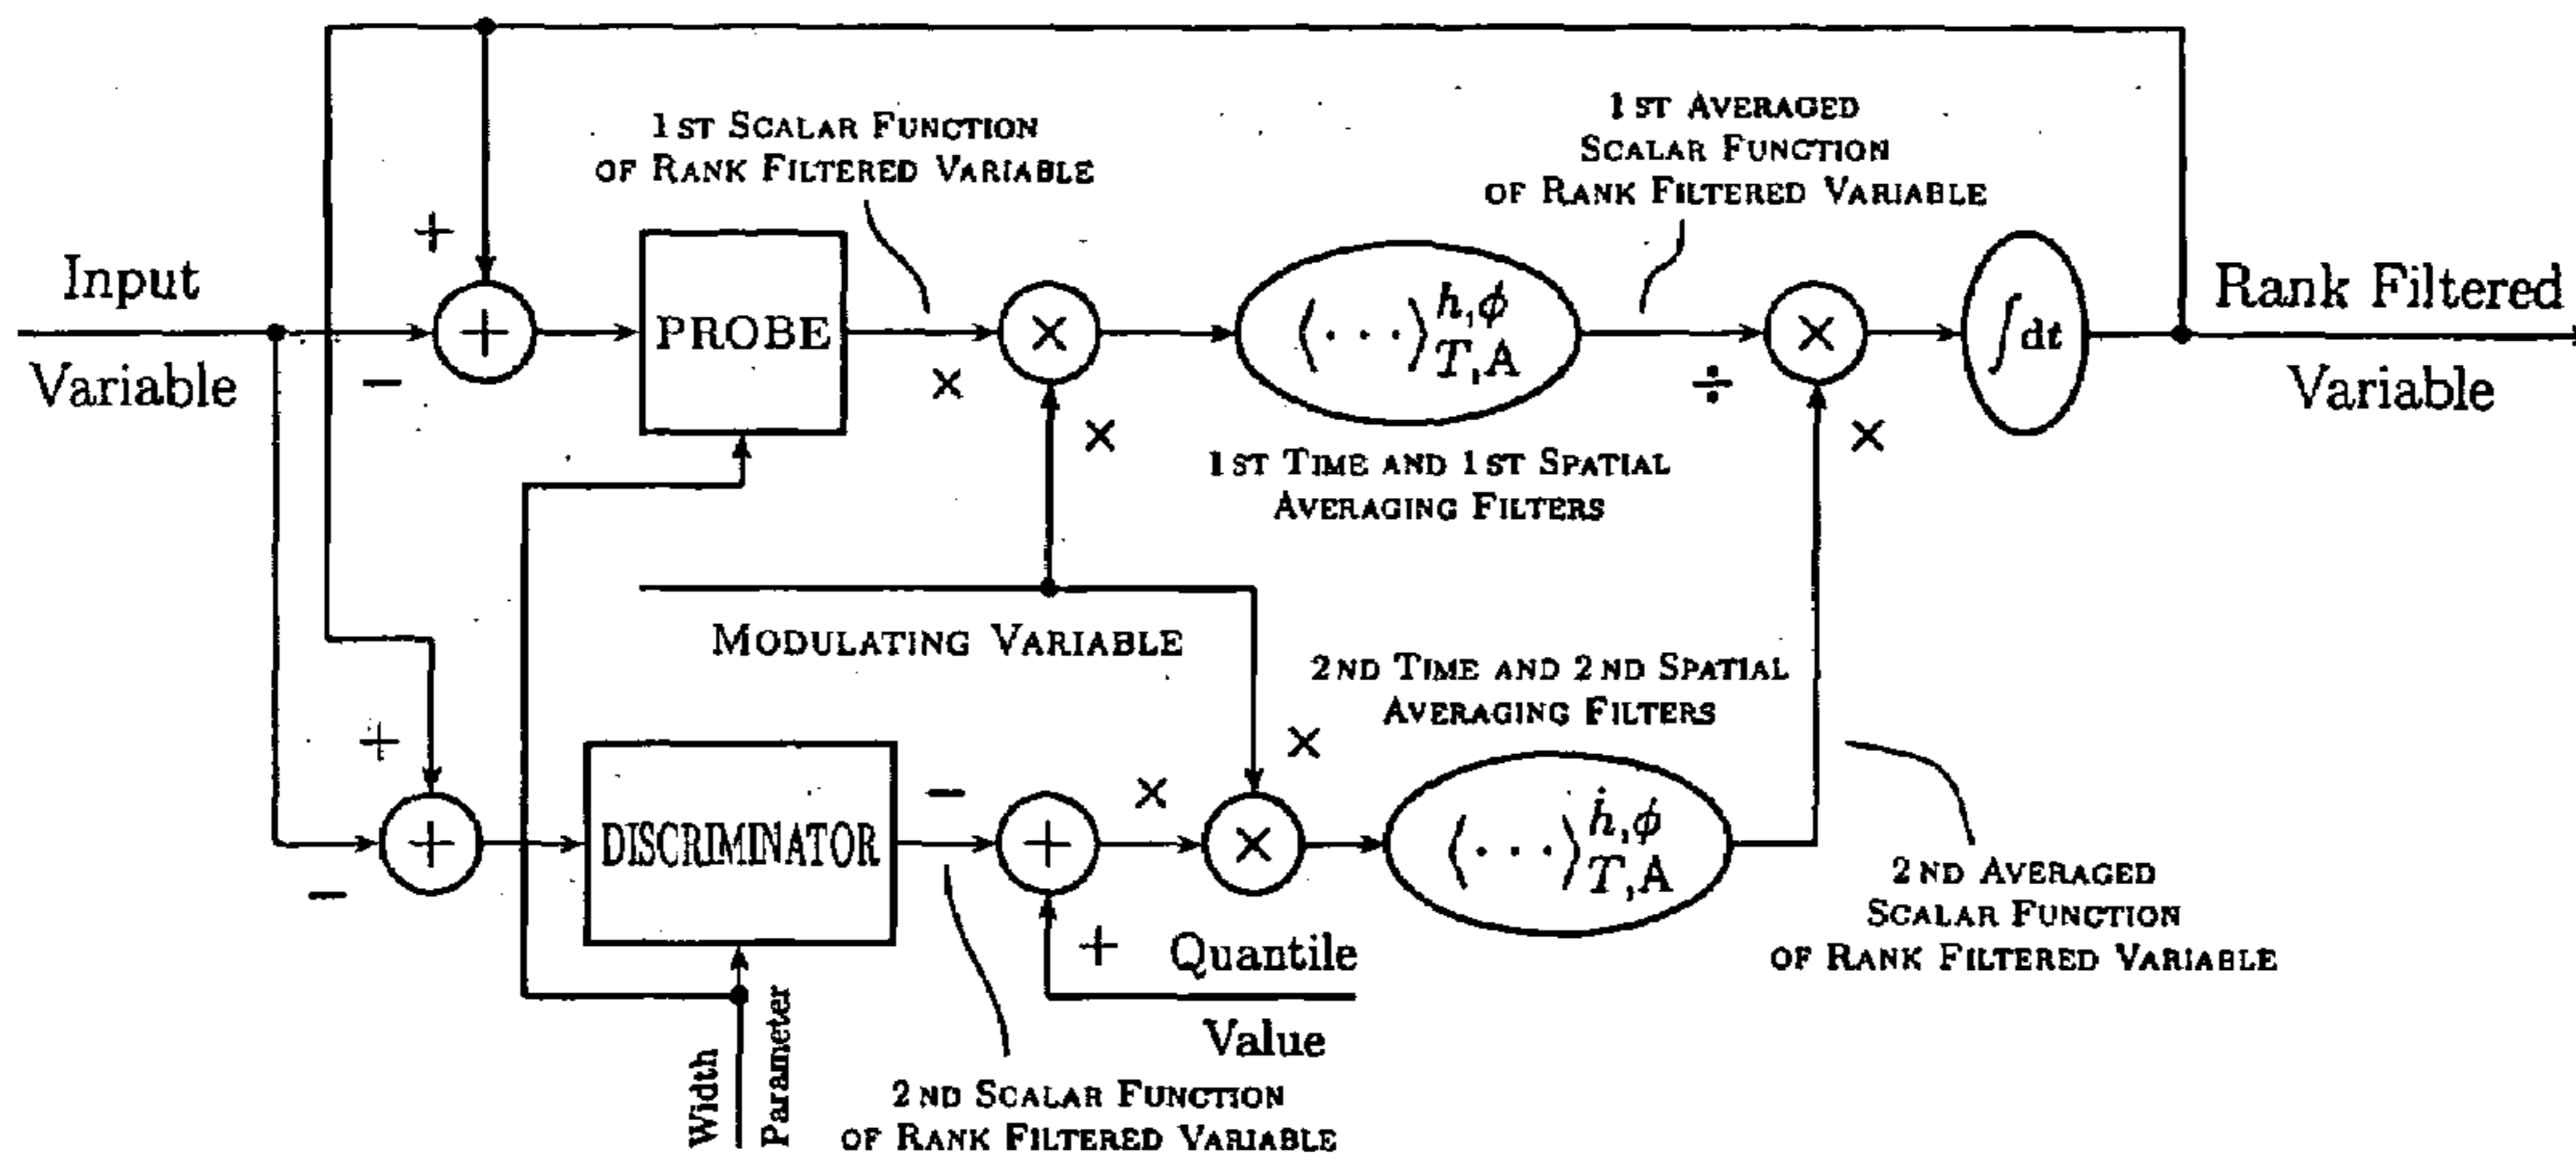 1ST SCALAR FUNCTION
OF RANK FILTERED VARIABLE
1ST AVERAGED
SCALAR FUNCTION
OF RANK FILTERED VARIABLE
+
Input
Variable
−
+
PROBE
×
×
×
⟨···⟩ h,ϕ
T,A
÷
×
×
∫dt
Rank Filtered
Variable
1ST TIME AND 1ST SPATIAL
AVERAGING FILTERS
MODULATING VARIABLE
2ND TIME AND 2ND SPATIAL
AVERAGING FILTERS
+
−
+
DISCRIMINATOR
−
+
×
×
×
⟨···⟩ ḣ,ϕ
T,A
+
Quantile
Value
2ND AVERAGED
SCALAR FUNCTION
OF RANK FILTERED VARIABLE
Width
Parameter
2ND SCALAR FUNCTION
OF RANK FILTERED VARIABLE